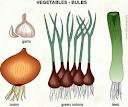 VEGETABLES - BULBS
garlic
onion
green onions
leek